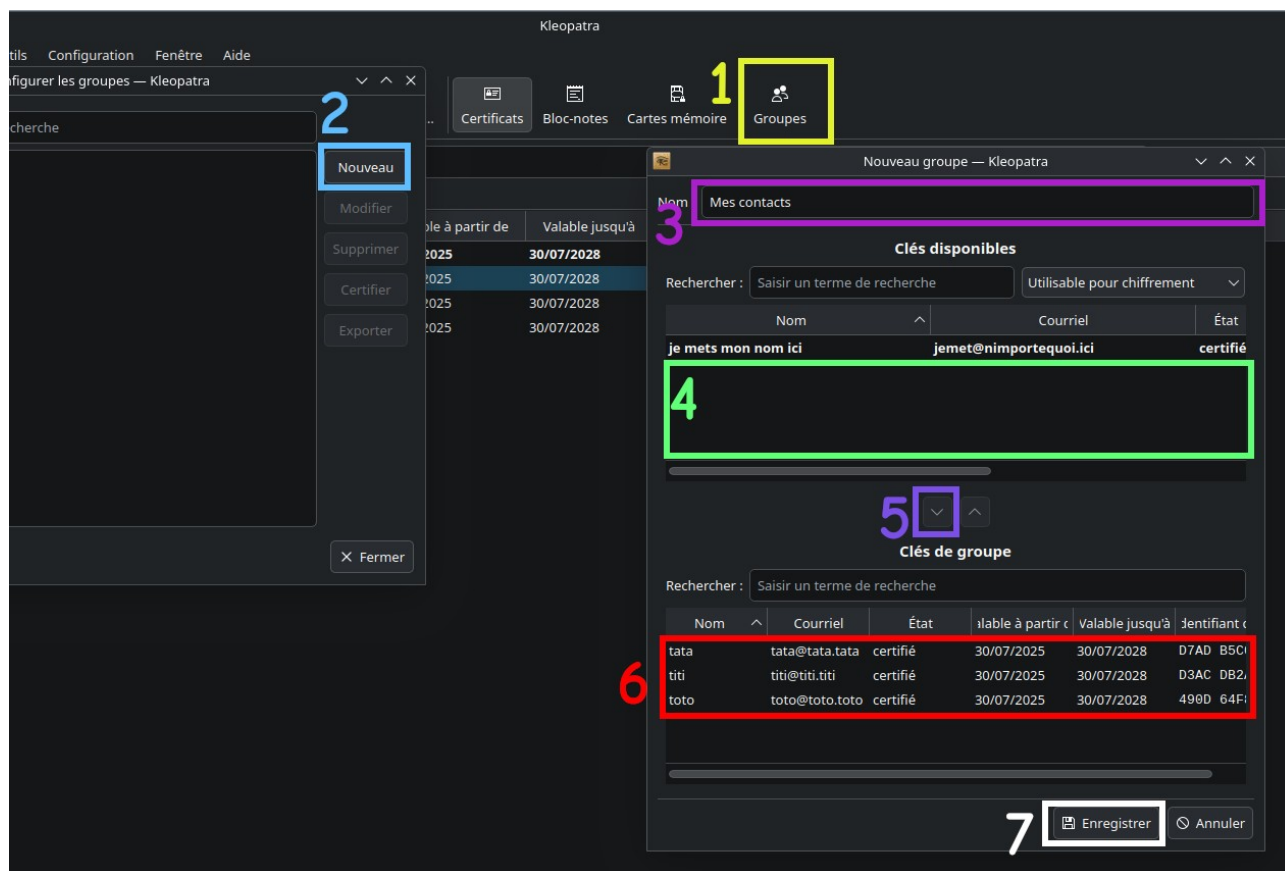 Kleopatra
tils Configuration Fenêtre Aide
nfigurer les groupes — Kleopatra
1
2
.. Certificats Bloc-notes Cartes mémoire Groupes
cherche
Nouveau
Modifier
Supprimer
Certifier
Exporter
Fermer
ble à partir de Valable jusqu'à
2025 30/07/2028
2025 30/07/2028
2025 30/07/2028
2025 30/07/2028
Nouveau groupe — Kleopatra
Nom Mes contacts
3
Clés disponibles
Rechercher : Saisir un terme de recherche Utilisable pour chiffrement
Nom Courriel État
je mets mon nom ici jemet@nimportequoi.ici certifié
4
5
Clés de groupe
Rechercher : Saisir un terme de recherche
Nom Courriel État alable à partir d Valable jusqu'à dentifiant d
tata tata@tata.tata certifié 30/07/2025 30/07/2028 D7AD B5C
titi titi@titi.titi certifié 30/07/2025 30/07/2028 D3AC DB2
toto toto@toto.toto certifié 30/07/2025 30/07/2028 490D 64F
6
7
Enregistrer Annuler